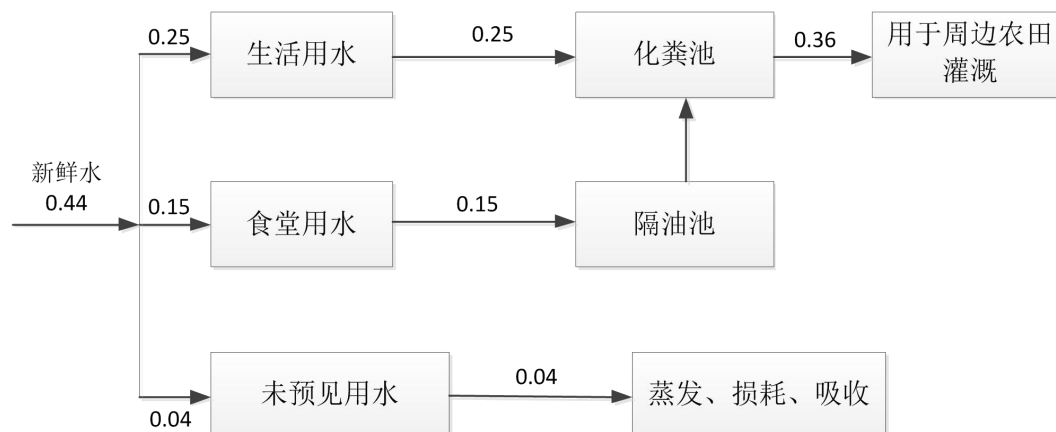 0.25
生活用水
0.25
化粪池
0.36
用于周边农田
灌溉
新鲜水
0.44
0.15
食堂用水
0.15
隔油池
0.04
未预见用水
0.04
蒸发、损耗、吸收